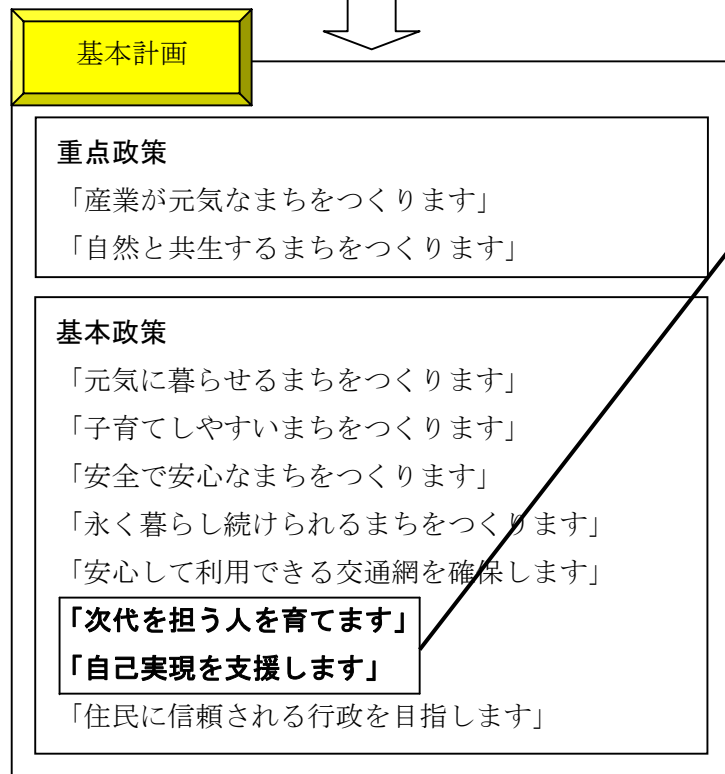 基本計画
重点政策
「産業が元気なまちをつくります」
「自然と共生するまちをつくります」
基本政策
「元気に暮らせるまちをつくります」
「子育てしやすいまちをつくります」
「安全で安心なまちをつくります」
「永く暮らし続けられるまちをつくります」
「安心して利用できる交通網を確保します」
「次代を担う人を育てます」
「自己実現を支援します」
「住民に信頼される行政を目指します」